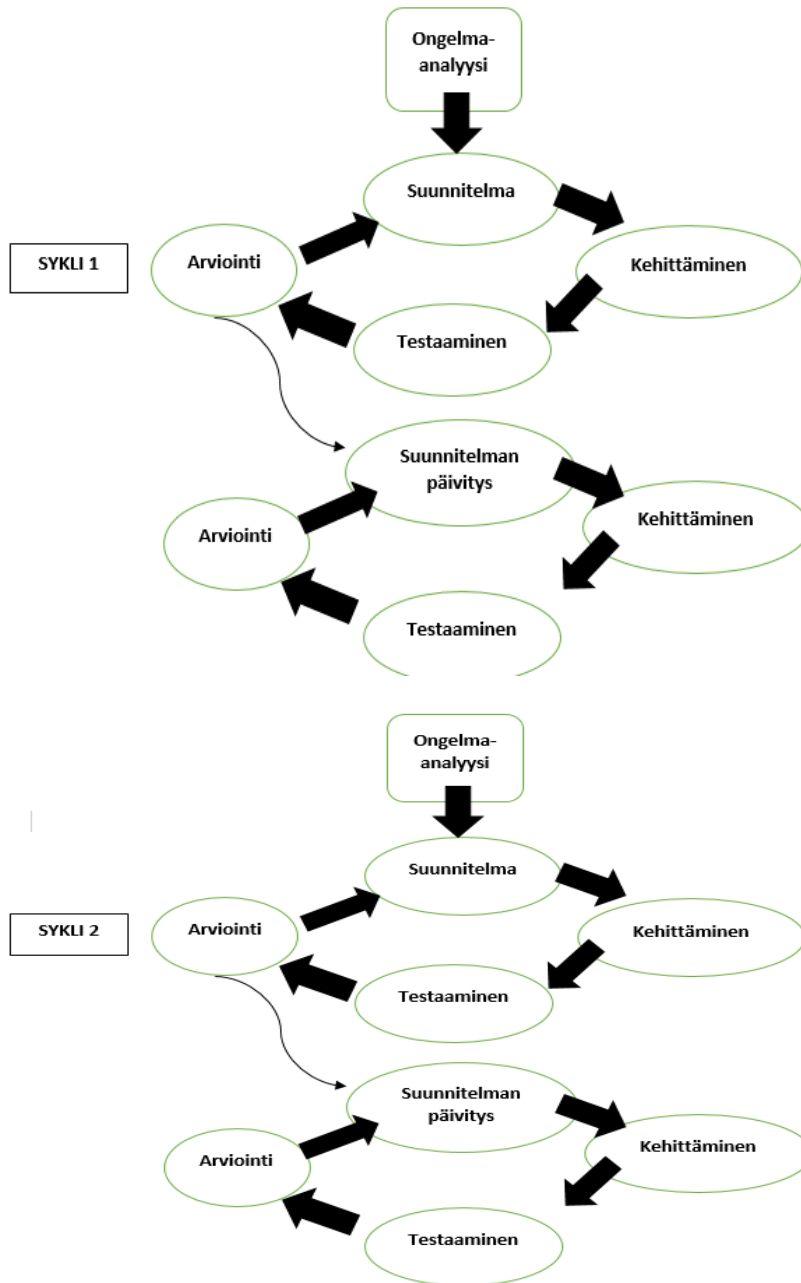 Ongelma-
analyysi
Suunnitelma
SYKLI 1
Arviointi
Kehittäminen
Testaaminen
Suunnitelman
päivitys
Arviointi
Kehittäminen
Testaaminen
Ongelma-
analyysi
Suunnitelma
SYKLI 2
Arviointi
Kehittäminen
Testaaminen
Suunnitelman
päivitys
Arviointi
Kehittäminen
Testaaminen